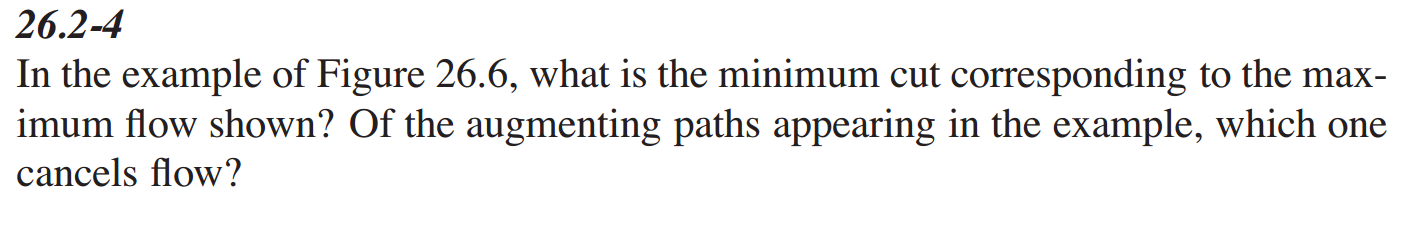 26.2-4
In the example of Figure 26.6, what is the minimum cut corresponding to the max-
imum flow shown? Of the augmenting paths appearing in the example, which one
cancels flow?